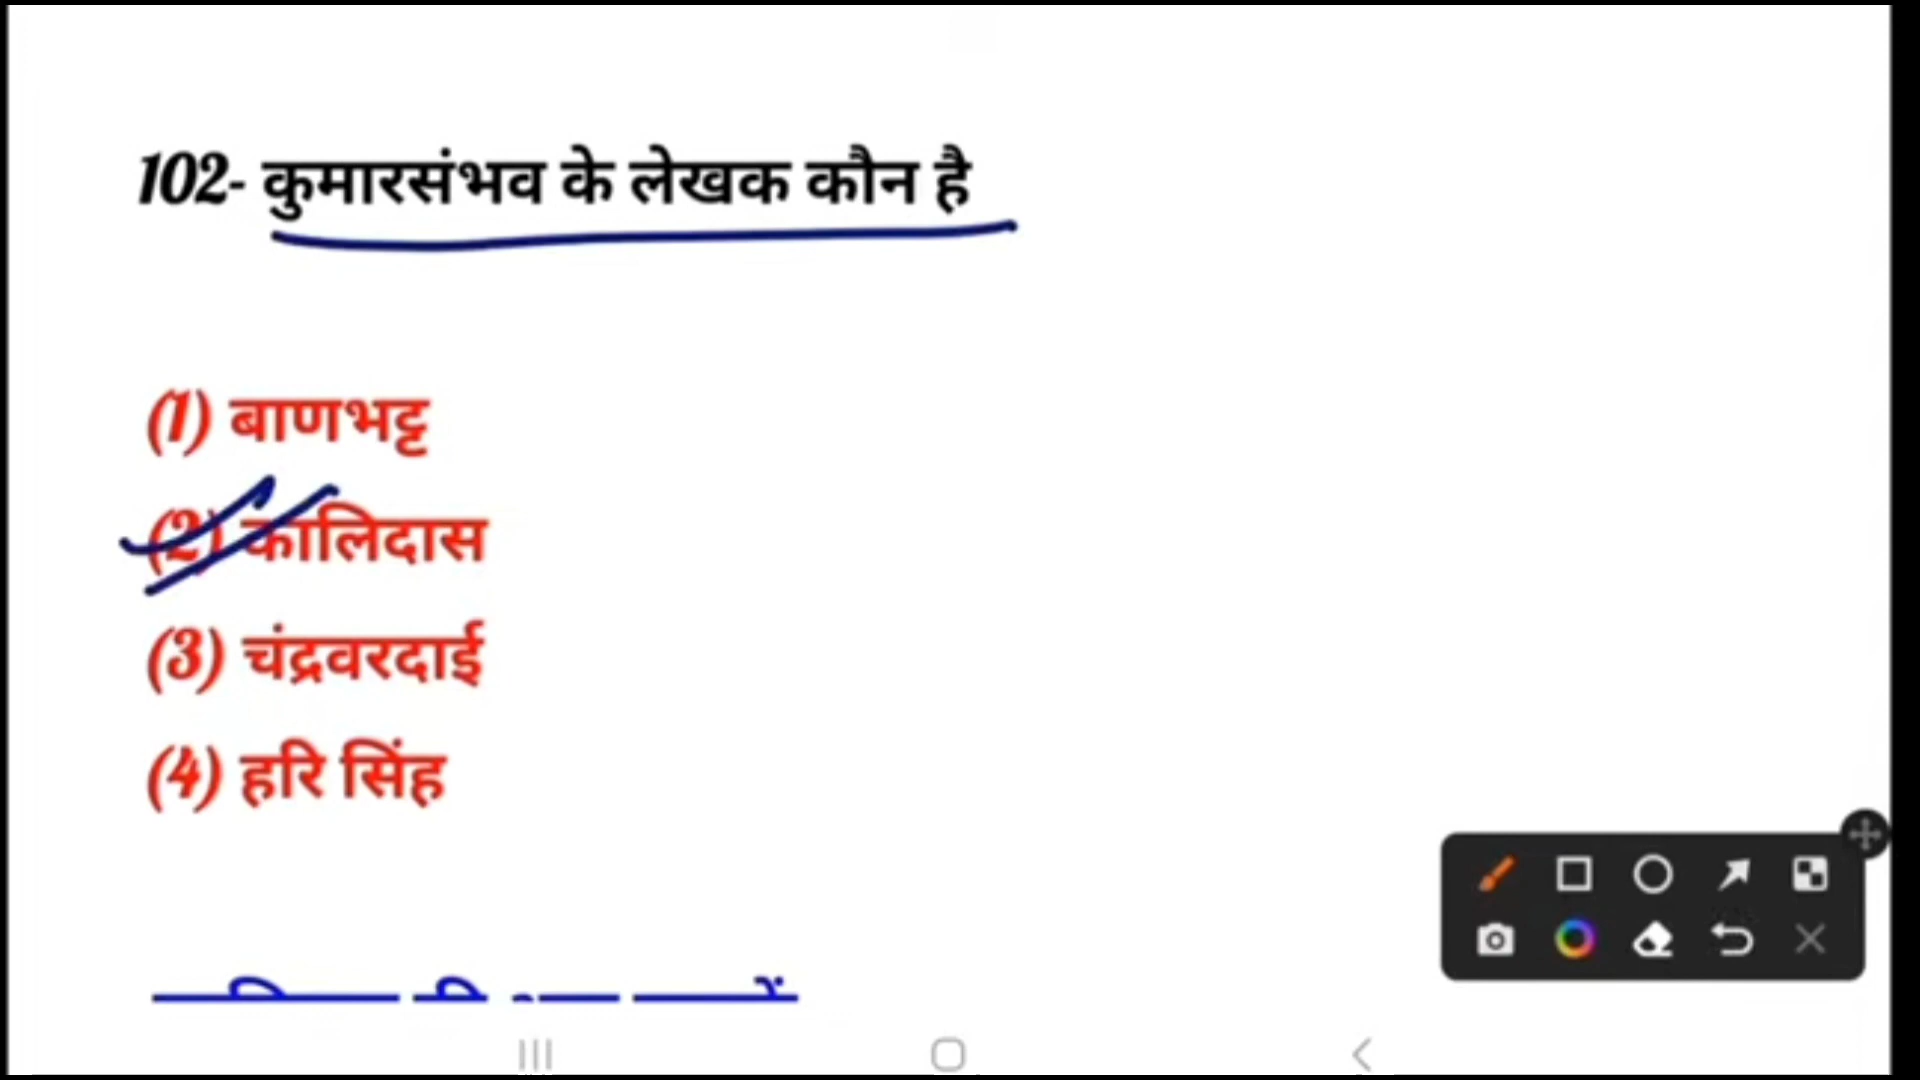 102- कुमारसंभव के लेखक कौन है
(1) बाणभट्ट
(2) कालिदास
(3) चंद्रवरदाई
(4) हरि सिंह